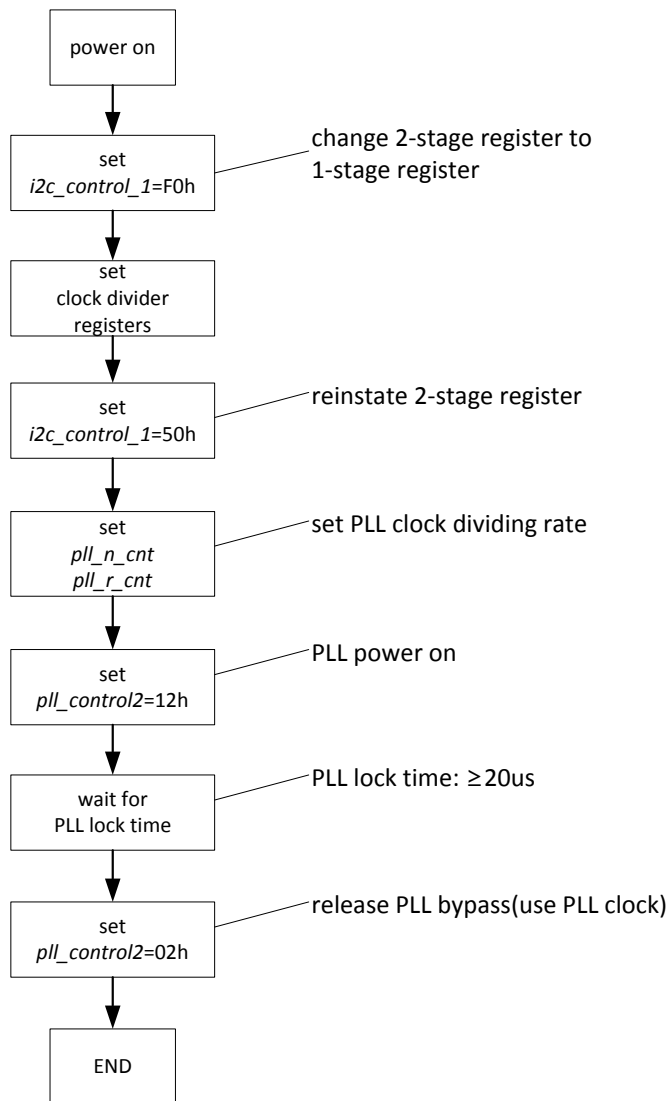 power on
set
i2c_control_1=F0h
change 2-stage register to
1-stage register
set
clock divider
registers
set
i2c_control_1=50h
reinstate 2-stage register
set
pll_n_cnt
pll_r_cnt
set PLL clock dividing rate
set
pll_control2=12h
PLL power on
wait for
PLL lock time
PLL lock time: ≥20us
set
pll_control2=02h
release PLL bypass(use PLL clock)
END